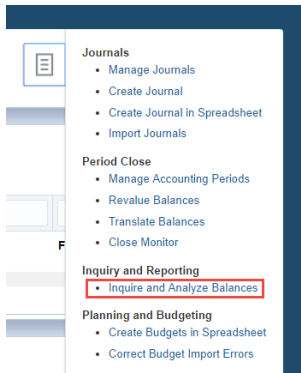 Journals
• Manage Journals
• Create Journal
• Create Journal in Spreadsheet
• Import Journals
Period Close
• Manage Accounting Periods
• Revalue Balances
• Translate Balances
• Close Monitor
F
Inquiry and Reporting
• Inquire and Analyze Balances
Planning and Budgeting
• Create Budgets in Spreadsheet
• Correct Budget Import Errors